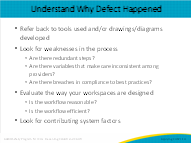 Understand Why Defect Happened
• Refer back to tools used and/or drawings/diagrams
developed
• Look for weaknesses in the process
• Are there redundant steps?
• Are there variables that make care inconsistent among
providers?
• Are there breaches in compliance to best practices?
• Evaluate the way your workspaces are designed
• Is the workflow reasonable?
• Is the workflow efficient?
• Look for contributing system factors